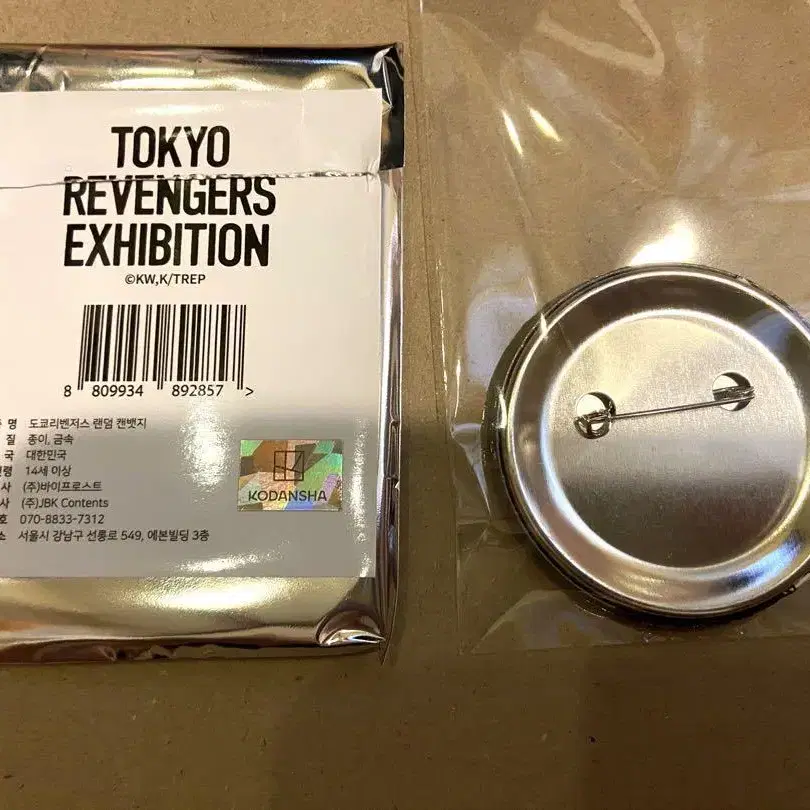 TOKYO
REVENGERS
EXHIBITION
©KW,K/TREP
8 809934 892857 >
명 도쿄리벤저스 랜덤 캔뱃지
질 종이, 금속
국 대한민국
령 14세 이상
사 (주)바이프로스트
사 (주)JBK Contents
호 070-8833-7312
소 서울시 강남구 선릉로 549, 에본빌딩 3층
KODANSHA